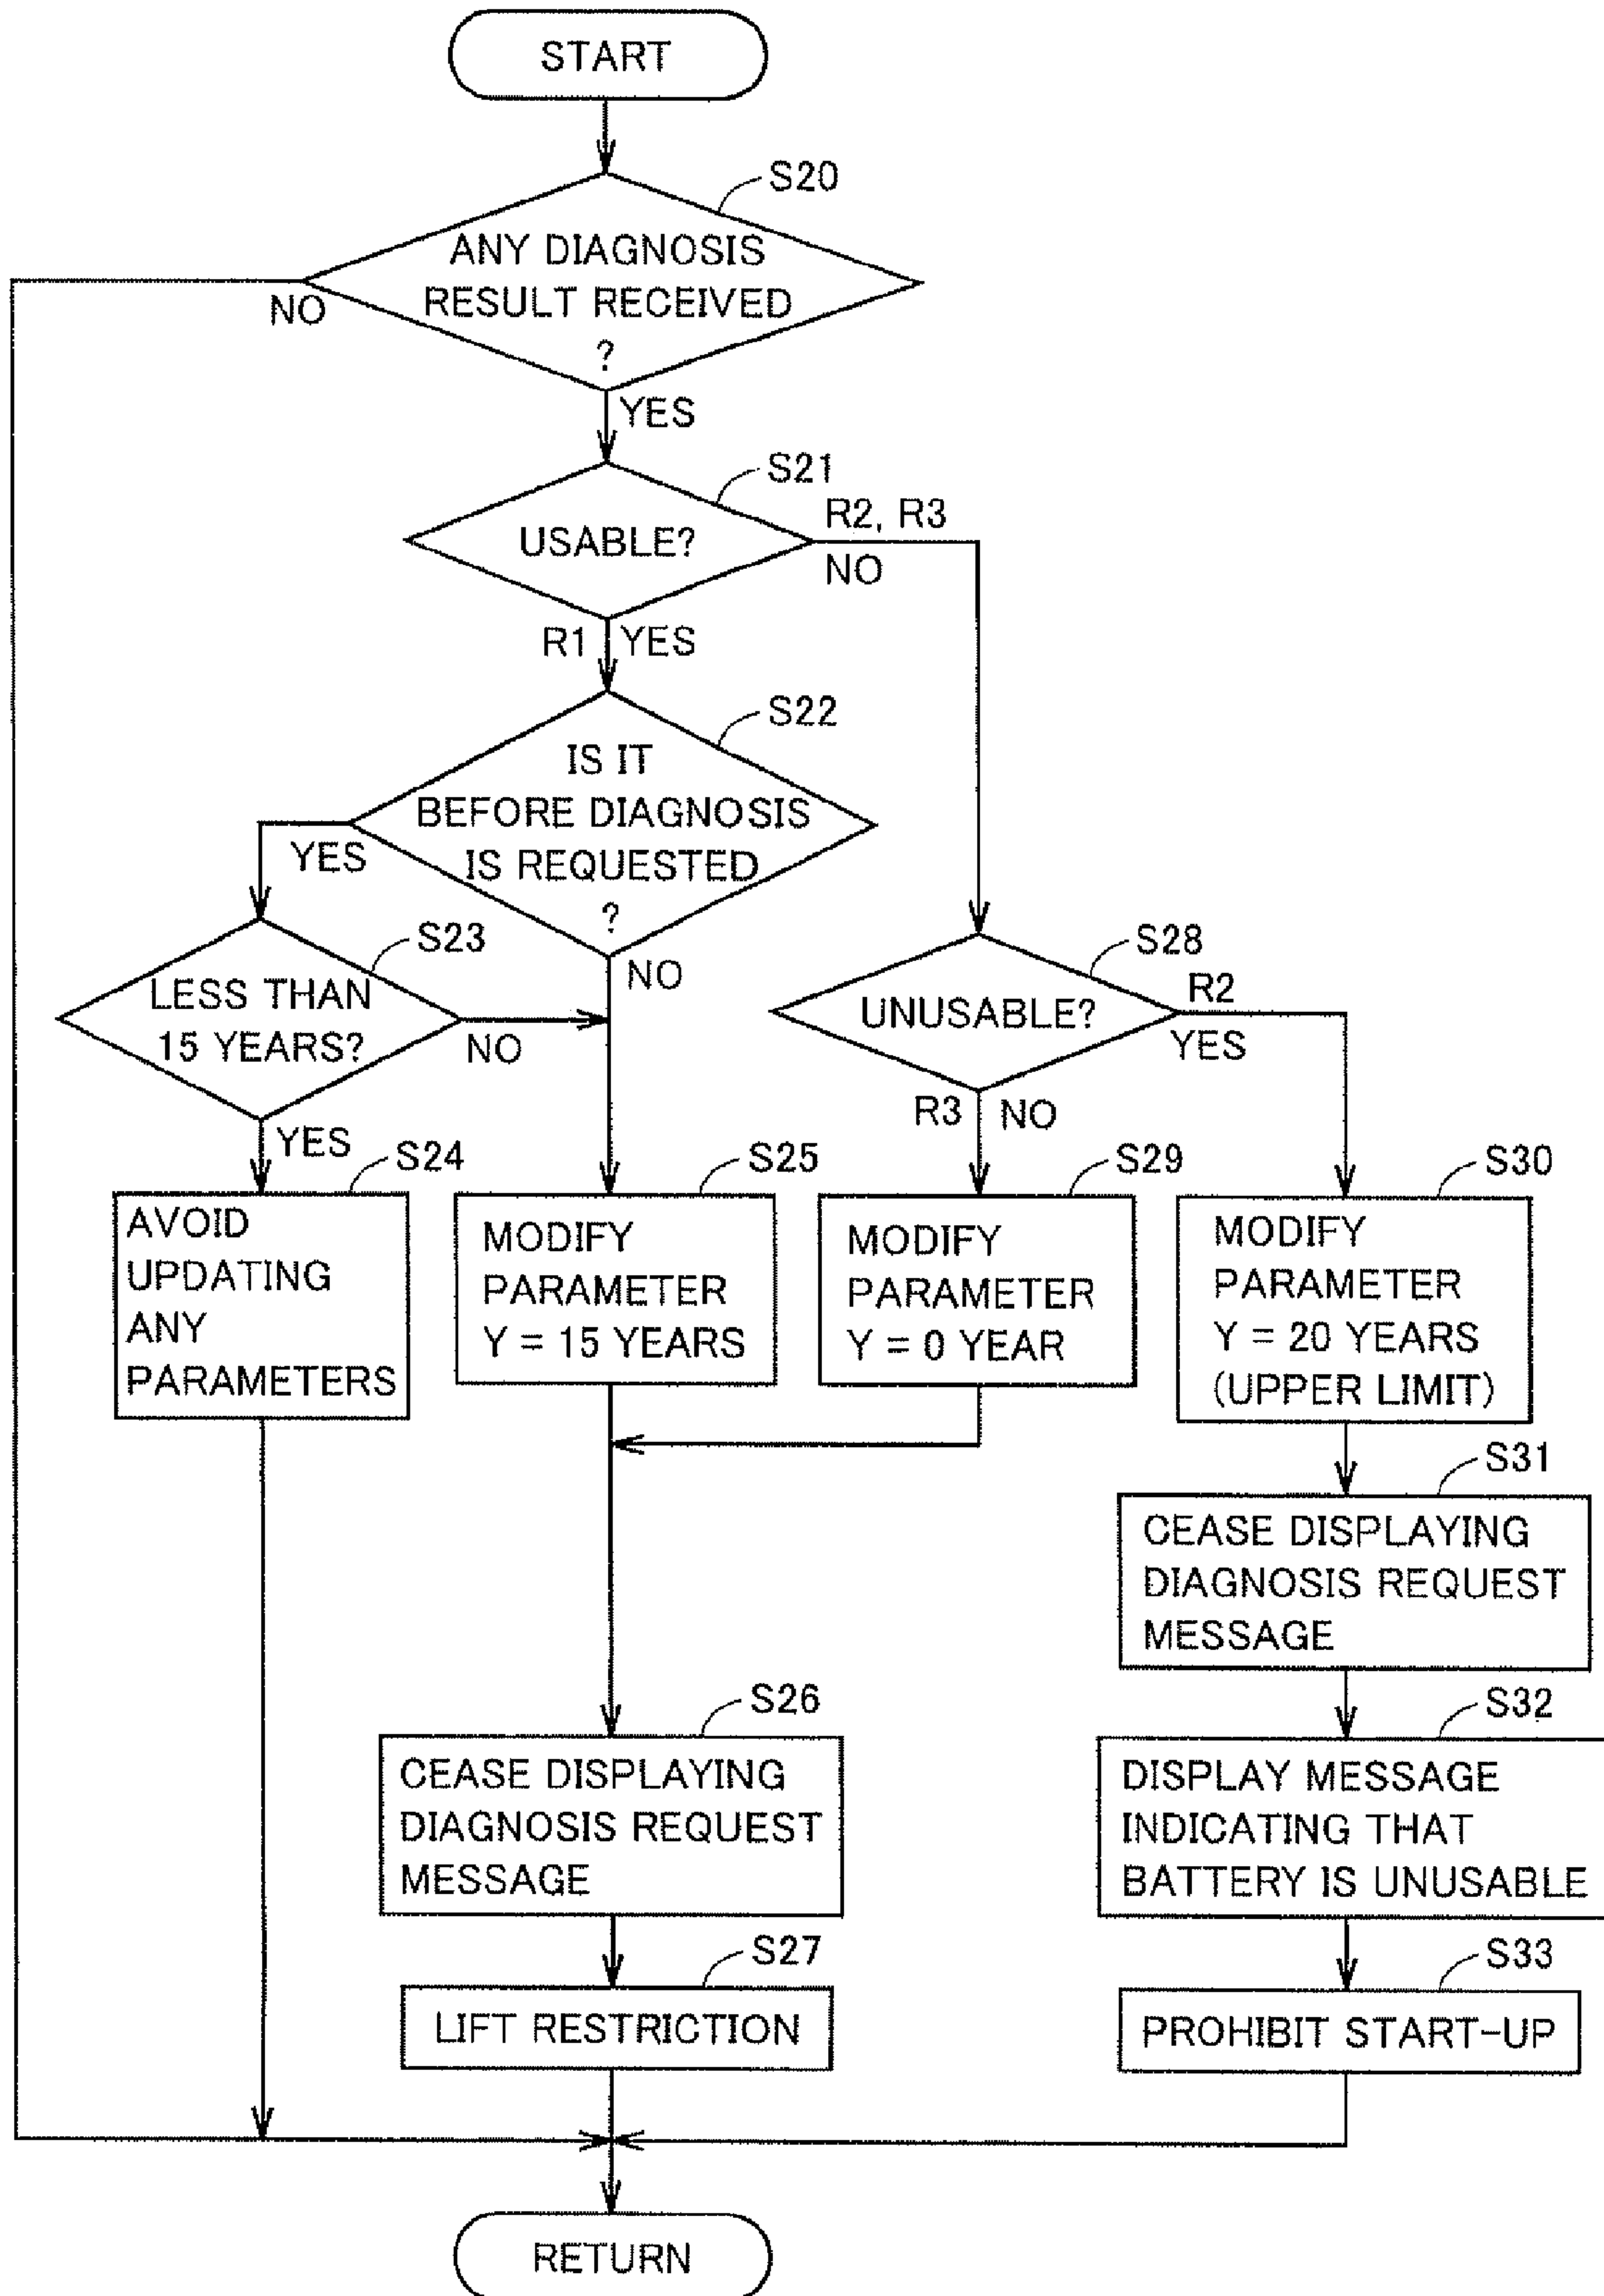 START
S20
ANY DIAGNOSIS
RESULT RECEIVED
?
NO
YES
S21
USABLE?
R2, R3
NO
R1
YES
S22
IS IT
BEFORE DIAGNOSIS
IS REQUESTED
?
YES
NO
S23
LESS THAN
15 YEARS?
NO
YES
S28
UNUSABLE?
R2
YES
R3
NO
S24
AVOID
UPDATING
ANY
PARAMETERS
S25
MODIFY
PARAMETER
Y = 15 YEARS
S29
MODIFY
PARAMETER
Y = 0 YEAR
S30
MODIFY
PARAMETER
Y = 20 YEARS
(UPPER LIMIT)
S31
CEASE DISPLAYING
DIAGNOSIS REQUEST
MESSAGE
S26
CEASE DISPLAYING
DIAGNOSIS REQUEST
MESSAGE
S32
DISPLAY MESSAGE
INDICATING THAT
BATTERY IS UNUSABLE
S27
LIFT RESTRICTION
S33
PROHIBIT START-UP
RETURN